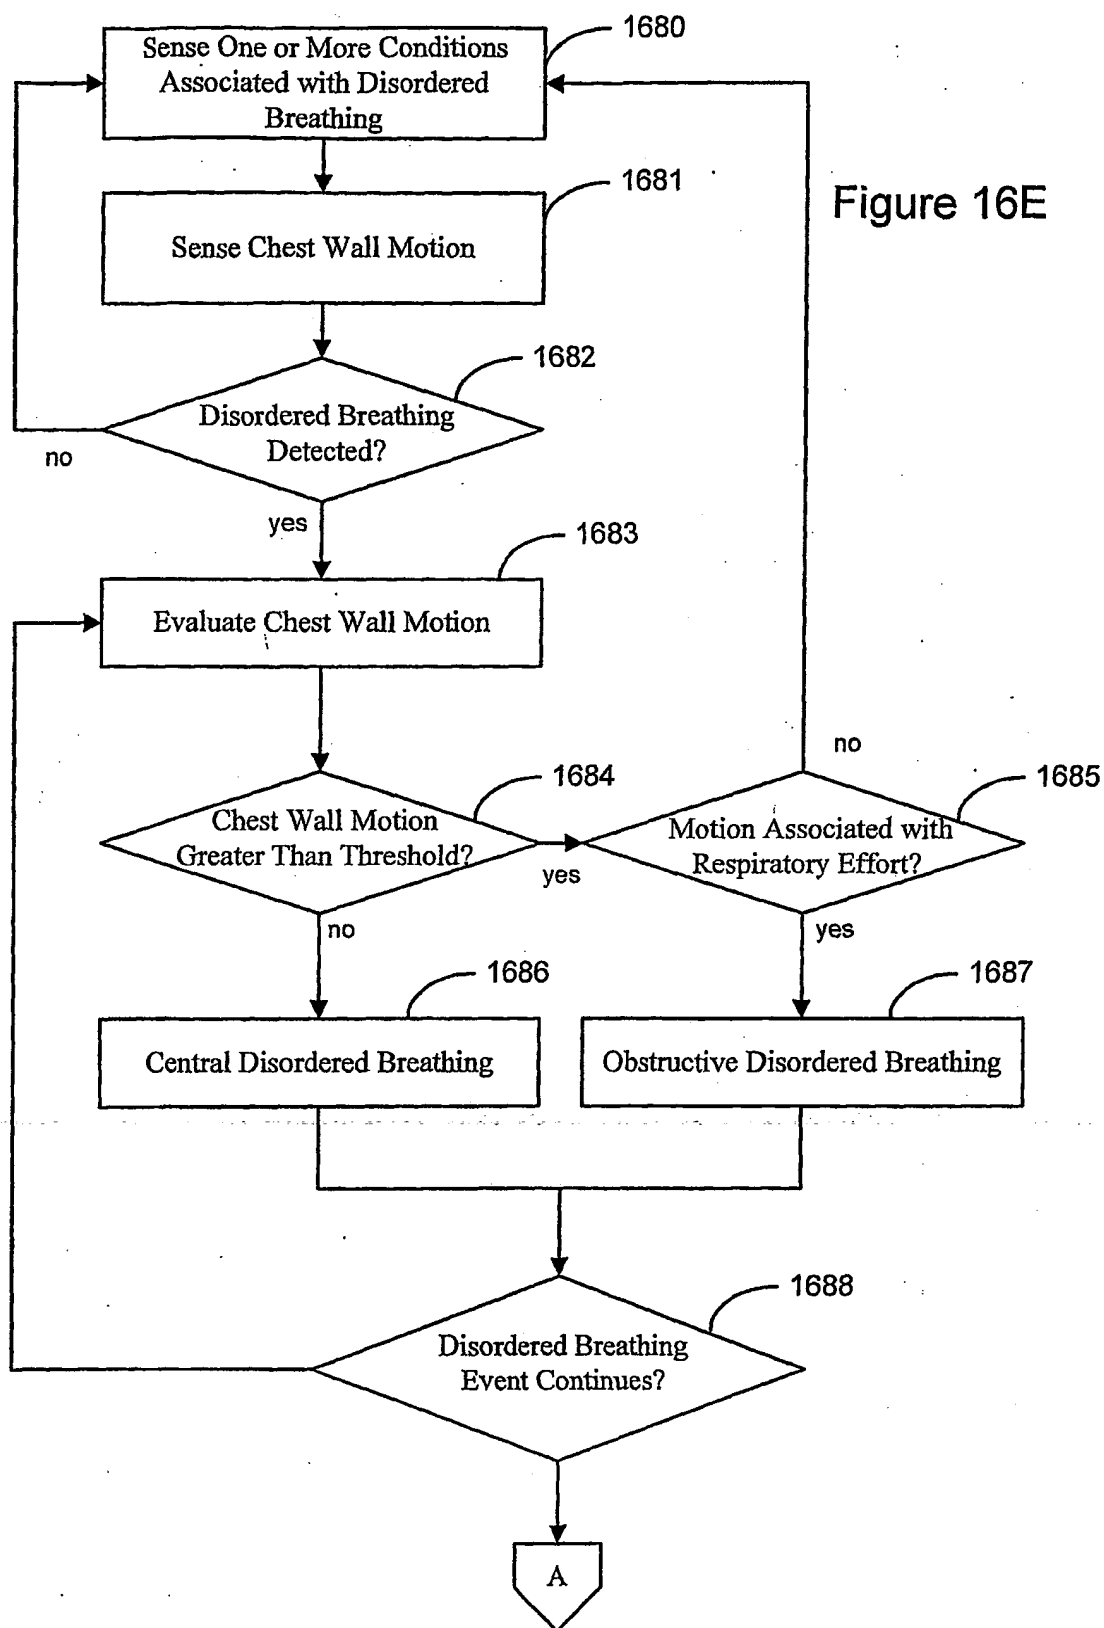 1680
Sense One or More Conditions
Associated with Disordered
Breathing
1681
Figure 16E
Sense Chest Wall Motion
1682
Disordered Breathing
Detected?
no
yes
1683
Evaluate Chest Wall Motion
no
1684
1685
Chest Wall Motion
Greater Than Threshold?
yes
Motion Associated with
Respiratory Effort?
no
yes
1686
1687
Central Disordered Breathing
Obstructive Disordered Breathing
1688
Disordered Breathing
Event Continues?
A